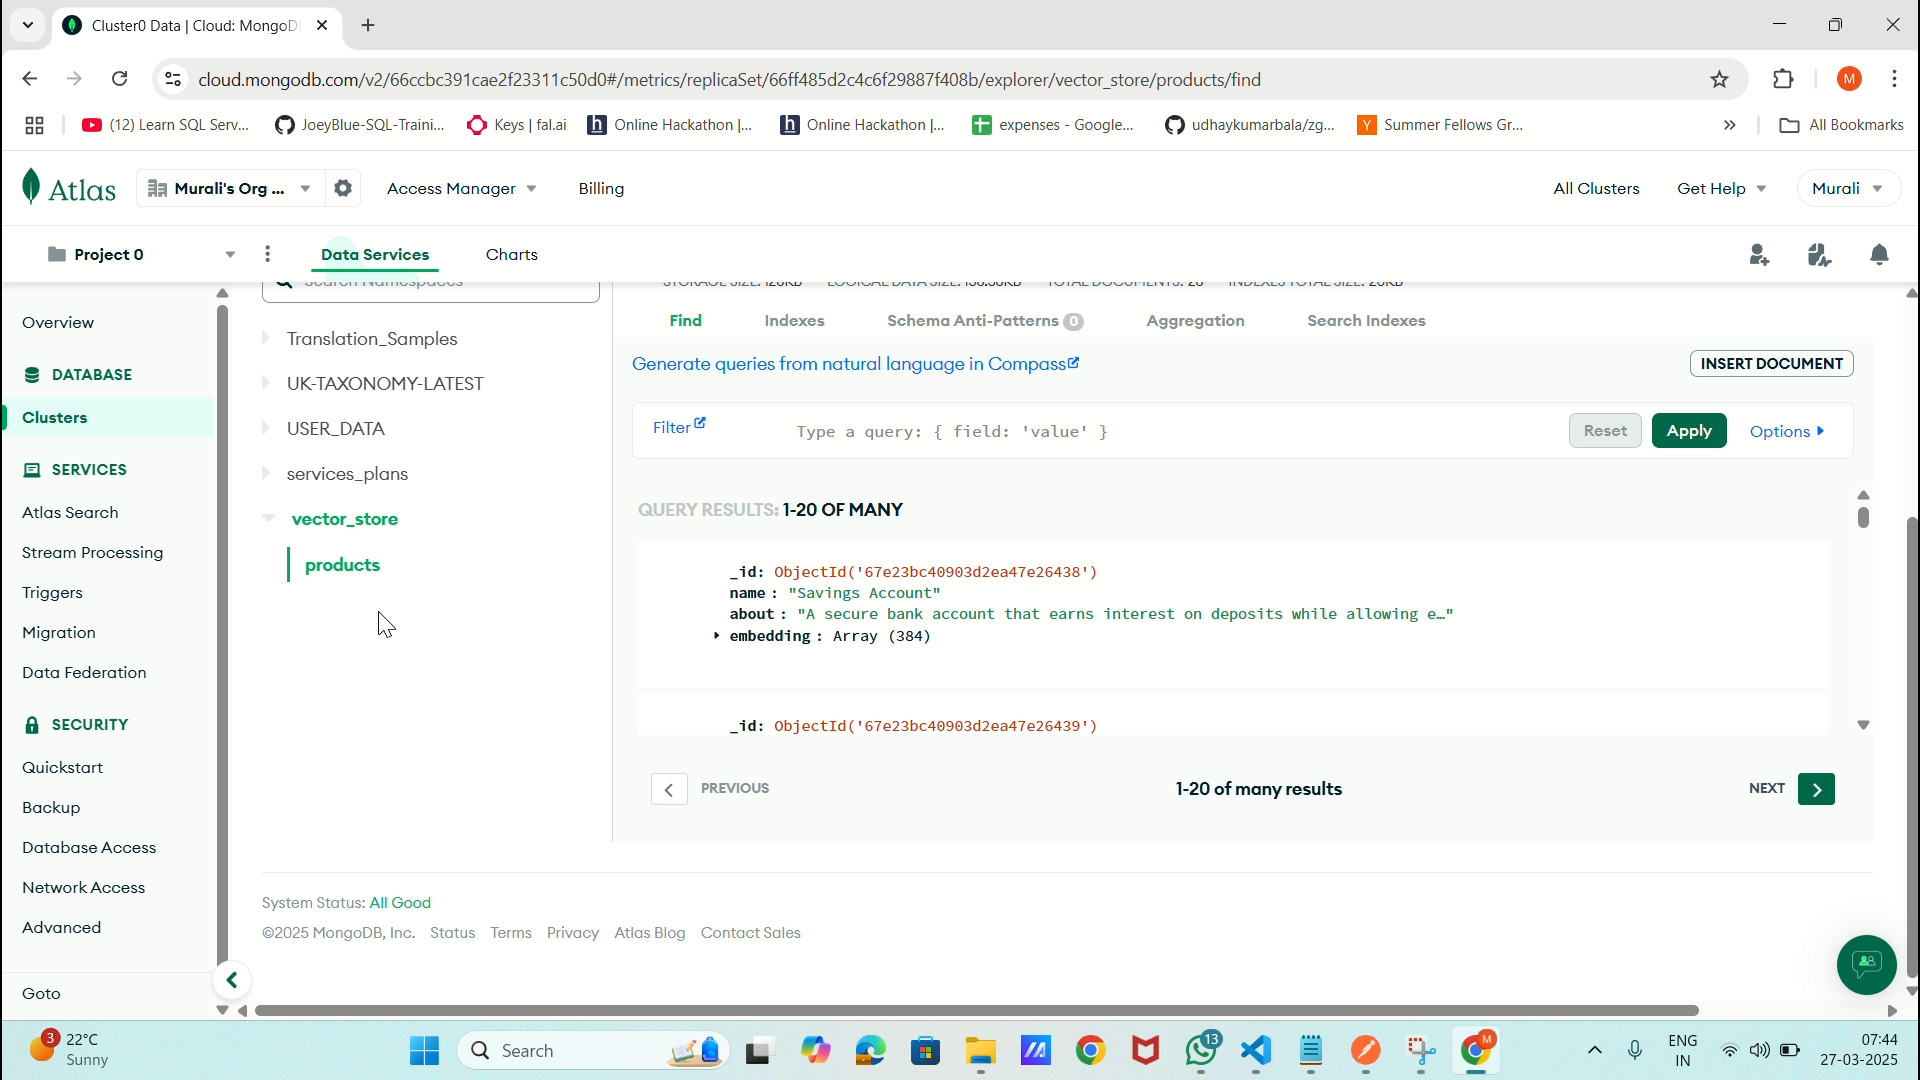 Cluster0 Data | Cloud: MongoD
cloud.mongodb.com/v2/66ccbc391cae2f23311c50d0#/metrics/replicaSet/66ff485d2c4c6f29887f408b/explorer/vector_store/products/find
M
(12) Learn SQL Serv...
JoeyBlue-SQL-Traini...
Keys | fal.ai
Online Hackathon |...
Online Hackathon |...
expenses - Google...
udhaykumarbala/zg...
Summer Fellows Gr...
All Bookmarks
Atlas
Murali's Org ...
Access Manager
Billing
All Clusters
Get Help
Murali
Project 0
Data Services
Charts
Overview
DATABASE
Clusters
SERVICES
Atlas Search
Stream Processing
Triggers
Migration
Data Federation
SECURITY
Quickstart
Backup
Database Access
Network Access
Advanced
Goto
Search Namespaces
Translation_Samples
UK-TAXONOMY-LATEST
USER_DATA
services_plans
vector_store
products
Find
Indexes
Schema Anti-Patterns 0
Aggregation
Search Indexes
Generate queries from natural language in Compass
INSERT DOCUMENT
Filter
Type a query: { field: 'value' }
Reset
Apply
Options
QUERY RESULTS: 1-20 OF MANY
_id: ObjectId('67e23bc40903d2ea47e26438')
name : "Savings Account"
about : "A secure bank account that earns interest on deposits while allowing e…"
embedding : Array (384)
_id: ObjectId('67e23bc40903d2ea47e26439')
PREVIOUS
1-20 of many results
NEXT
System Status: All Good
©2025 MongoDB, Inc. Status Terms Privacy Atlas Blog Contact Sales
3
22°C
Sunny
Search
13
M
ENG
IN
07:44
27-03-2025